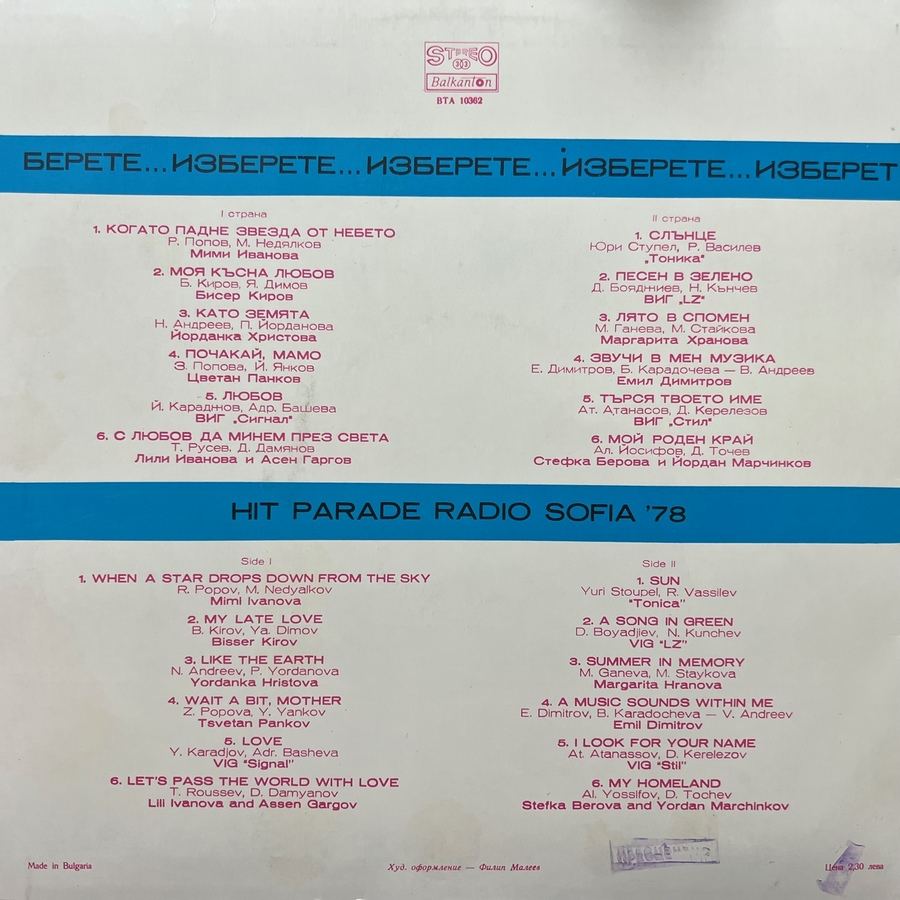 STEREO
33
Balkanton
BTA 10362
БЕРЕТE...ИЗБЕРЕТЕ...ИЗБЕРЕТЕ...ИЗБЕРЕТЕ...ИЗБЕРЕТ
I страна
1. КОГАТО ПАДНЕ ЗВЕЗДА ОТ НЕБЕТО
Р. Попов, М. Недялков
Мими Иванова
2. МОЯ КЪСНА ЛЮБОВ
Б. Киров, Я. Димов
Бисер Киров
3. КАТО ЗЕМЯТА
Н. Андреев, П. Йорданова
Йорданка Христова
4. ПОЧАКАЙ, МАМО
З. Попова, Й. Янков
Цветан Панков
5. ЛЮБОВ
Й. Караджов, Адр. Башева
ВИГ „Сигнал"
6. С ЛЮБОВ ДА МИНЕМ ПРЕЗ СВЕТА
Т. Русев, Д. Дамянов
Лили Иванова и Асен Гаргов
II страна
1. СЛЪНЦЕ
Юри Ступел, Р. Василев
„Тоника"
2. ПЕСЕН В ЗЕЛЕНО
Д. Бояджиев, Н. Кънчев
ВИГ „LZ"
3. ЛЯТО В СПОМЕН
М. Ганева, М. Стайкова
Маргарита Хранова
4. ЗВУЧИ В МЕН МУЗИКА
Е. Димитров, Б. Карадочева — В. Андреев
Емил Димитров
5. ТЪРСЯ ТВОЕТО ИМЕ
Ат. Атанасов, Д. Керелезов
ВИГ „Стил"
6. МОЙ РОДЕН КРАЙ
Ал. Йосифов, Д. Точев
Стефка Берова и Йордан Марчинков
HIT PARADE RADIO SOFIA '78
Side I
1. WHEN A STAR DROPS DOWN FROM THE SKY
R. Popov, M. Nedyalkov
Mimi Ivanova
2. MY LATE LOVE
B. Kirov, Ya. Dimov
Bisser Kirov
3. LIKE THE EARTH
N. Andreev, P. Yordanova
Yordanka Hristova
4. WAIT A BIT, MOTHER
Z. Popova, Y. Yankov
Tsvetan Pankov
5. LOVE
Y. Karadjov, Adr. Basheva
VIG "Signal"
6. LET'S PASS THE WORLD WITH LOVE
T. Roussev, D. Damyanov
Lili Ivanova and Assen Gargov
Side II
1. SUN
Yuri Stoupel, R. Vassilev
"Tonica"
2. A SONG IN GREEN
D. Boyadjiev, N. Kunchev
VIG "LZ"
3. SUMMER IN MEMORY
M. Ganeva, M. Staykova
Margarita Hranova
4. A MUSIC SOUNDS WITHIN ME
E. Dimitrov, B. Karadocheva — V. Andreev
Emil Dimitrov
5. I LOOK FOR YOUR NAME
At. Atanassov, D. Kerelezov
VIG "Stil"
6. MY HOMELAND
Al. Yossifov, D. Tochev
Stefka Berova and Yordan Marchinkov
Made in Bulgaria
Худ. оформление — Филип Малеев
Цена 2,30 лева